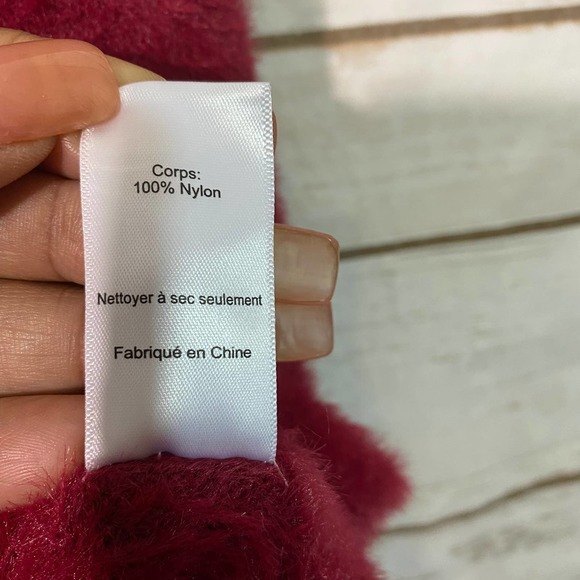 Corps:
100% Nylon
Nettoyer à sec seulement
Fabriqué en Chine